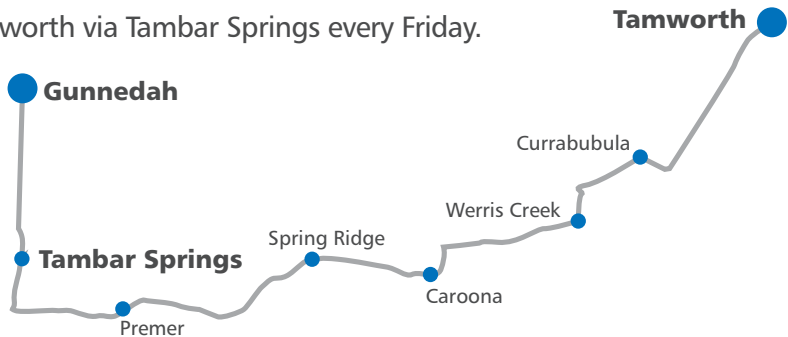 worth via Tambar Springs every Friday.
Tamworth
Gunnedah
Currabubula
Werris Creek
Spring Ridge
Tambar Springs
Caroona
Premer